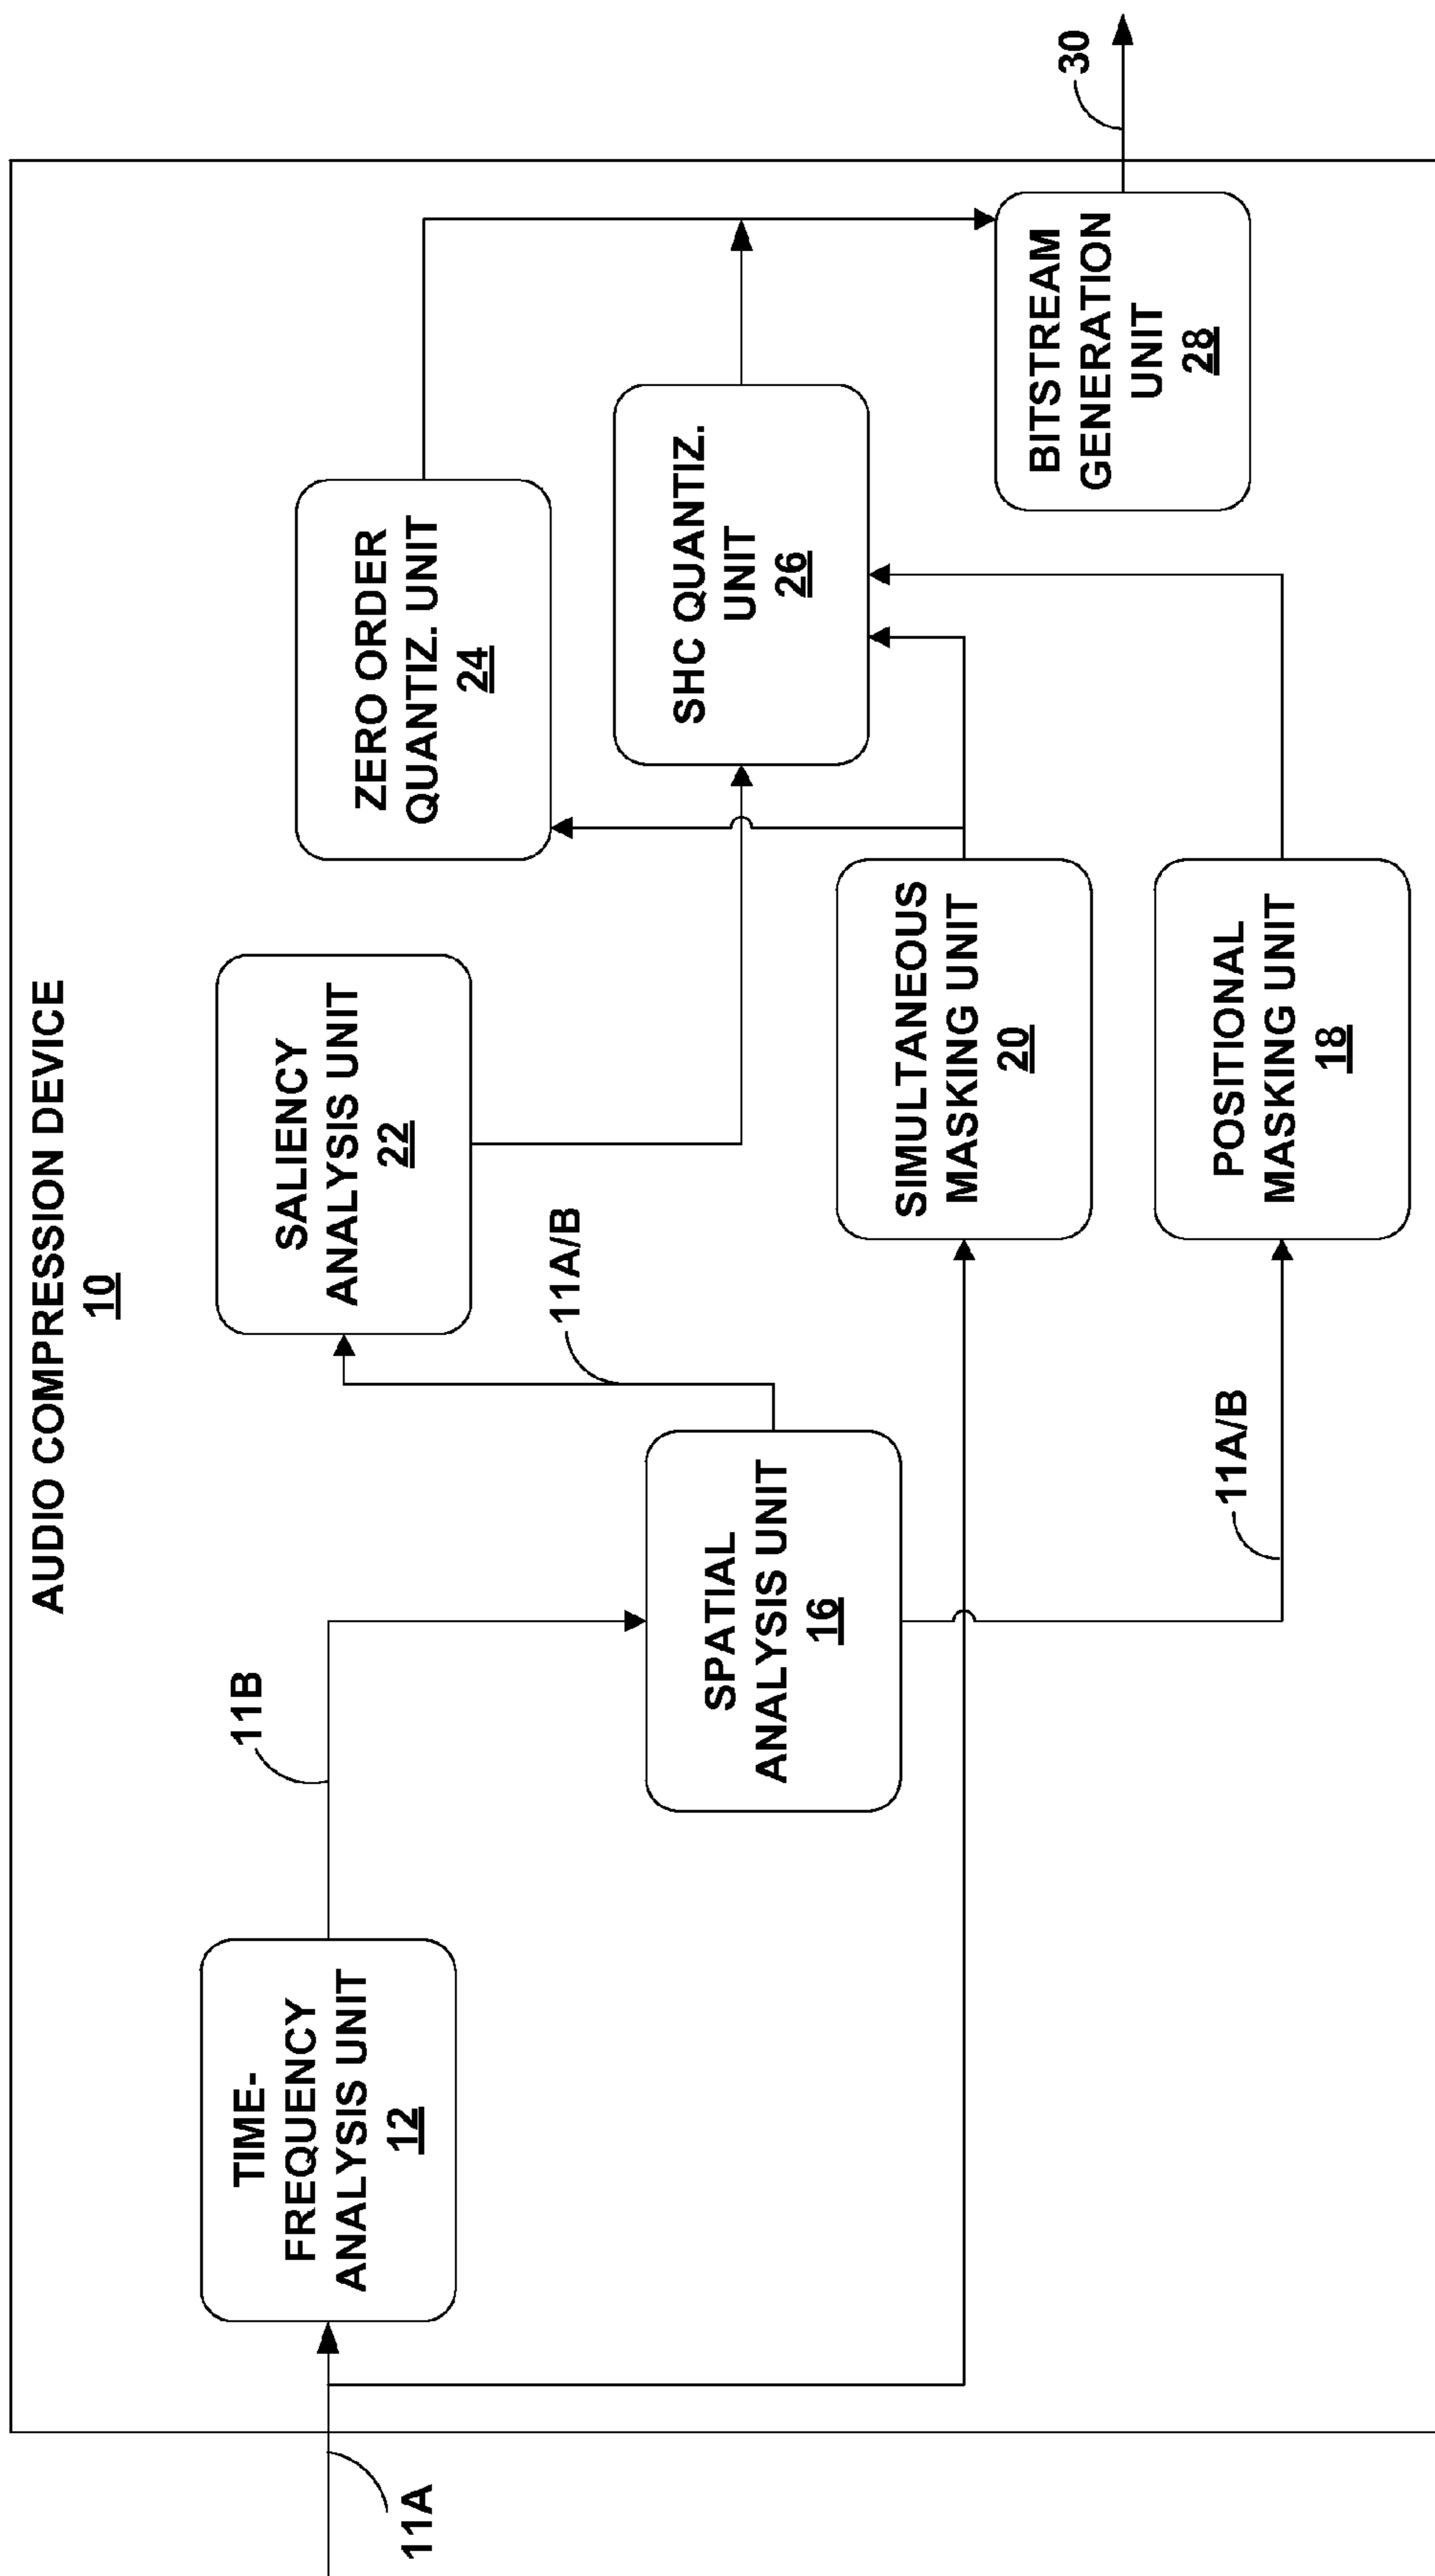 AUDIO COMPRESSION DEVICE
10
11A
TIME-
FREQUENCY
ANALYSIS UNIT
12
11B
SPATIAL
ANALYSIS UNIT
16
11A/B
11A/B
SALIENCY
ANALYSIS UNIT
22
SIMULTANEOUS
MASKING UNIT
20
POSITIONAL
MASKING UNIT
18
ZERO ORDER
QUANTIZ. UNIT
24
SHC QUANTIZ.
UNIT
26
BITSTREAM
GENERATION
UNIT
28
30